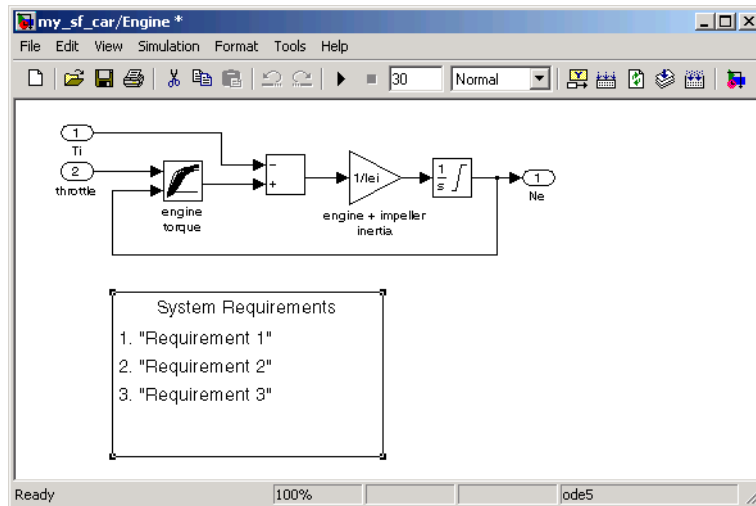 my_sf_car/Engine *
File Edit View Simulation Format Tools Help
30 Normal
1
Ti
2
throttle
engine
torque
−
+
1/Iei
engine + impeller
inertia
1
s
1
Ne
System Requirements
1. "Requirement 1"
2. "Requirement 2"
3. "Requirement 3"
Ready 100% ode5